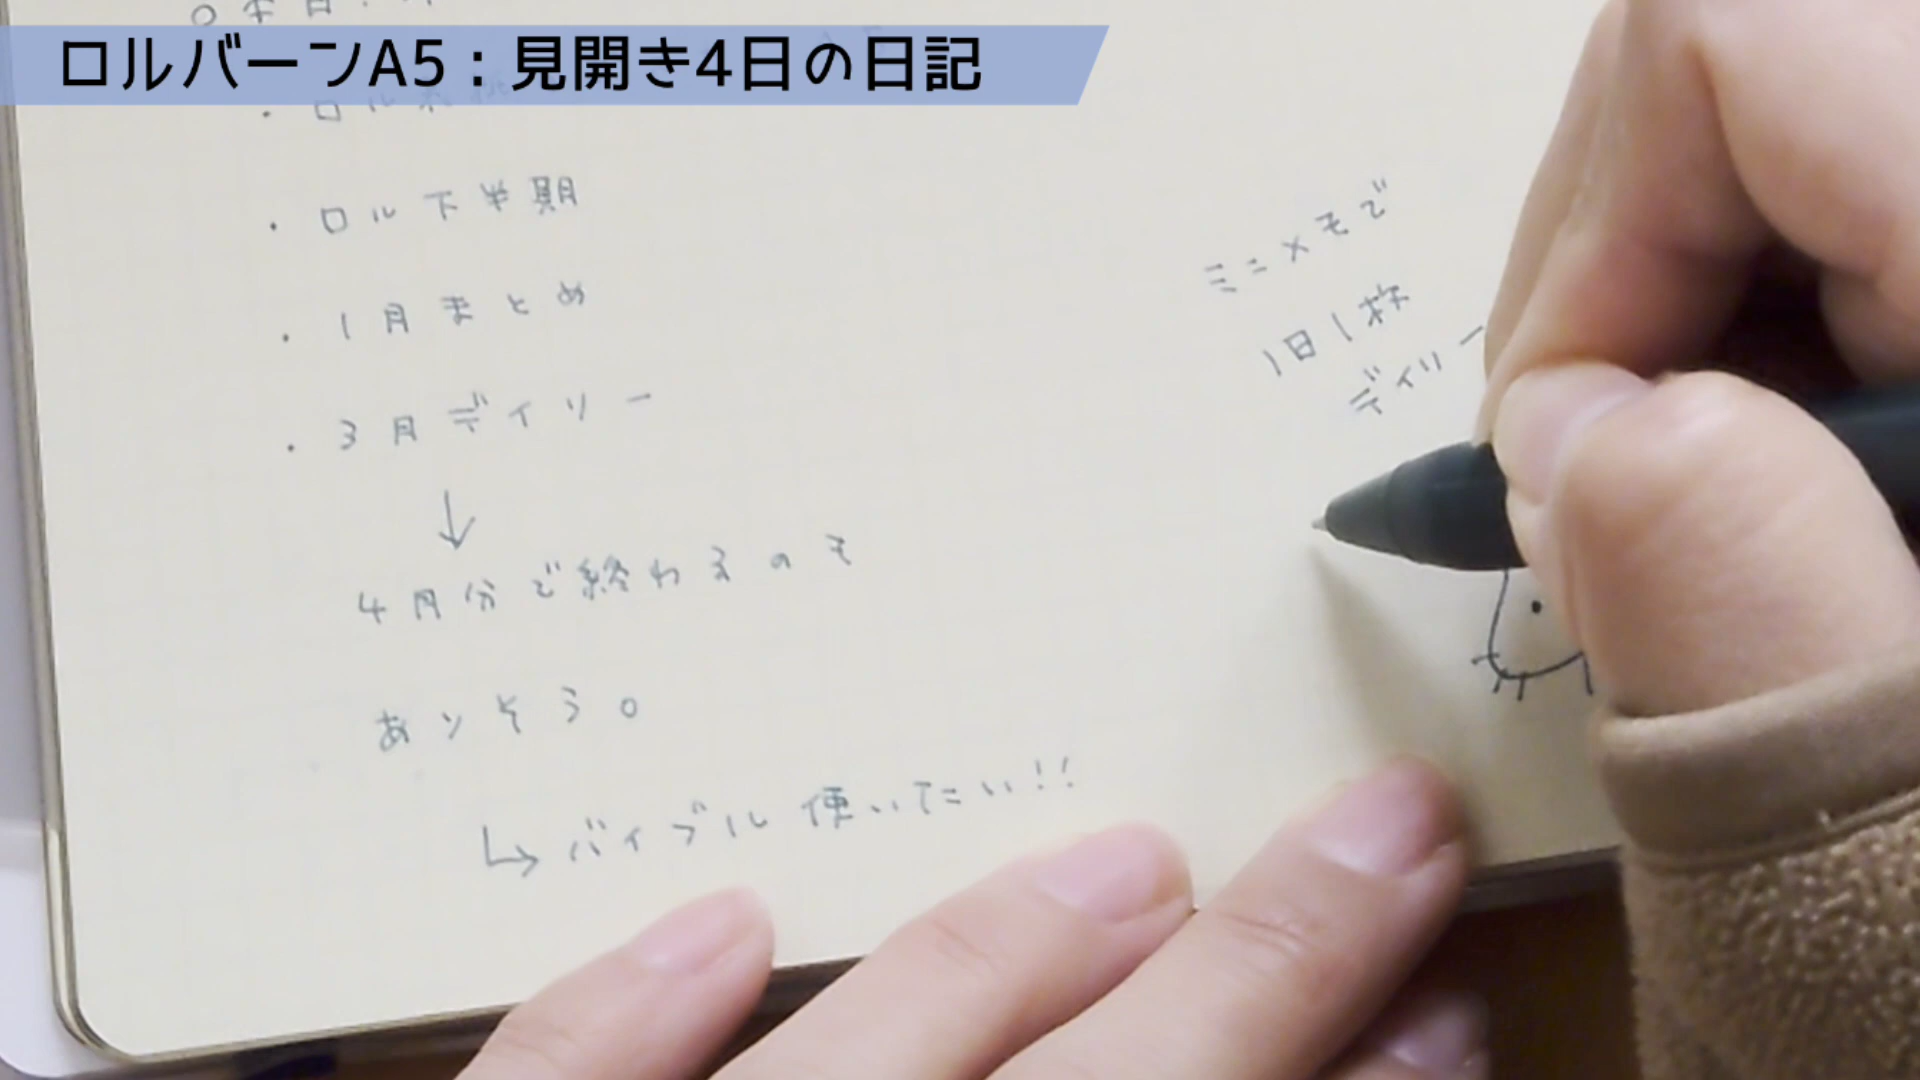 ロルバーンA5：見開き4日の日記
・ロル下半期
・1月まとめ
・3月デイリー
↓
4月分で終わるのも
ありそう。
↳バイブル使いたい!!
ミニメモで
1日1枚
デイリー